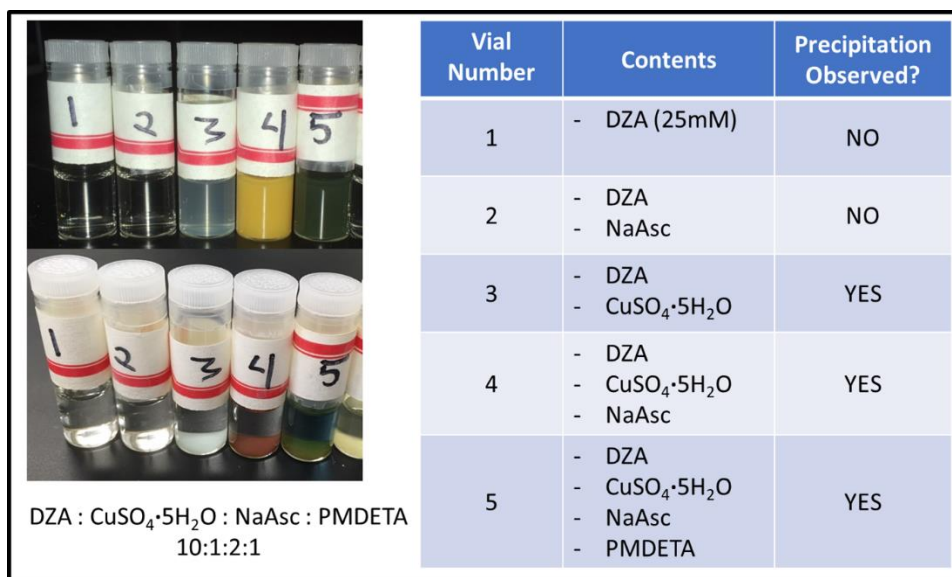 1 2 3 4 5
1 2 3 4 5
DZA : CuSO₄·5H₂O : NaAsc : PMDETA
10:1:2:1
Vial Number Contents Precipitation Observed?
1 - DZA (25mM) NO
2 - DZA NO
- NaAsc
3 - DZA YES
- CuSO₄·5H₂O
4 - DZA YES
- CuSO₄·5H₂O
- NaAsc
5 - DZA YES
- CuSO₄·5H₂O
- NaAsc
- PMDETA